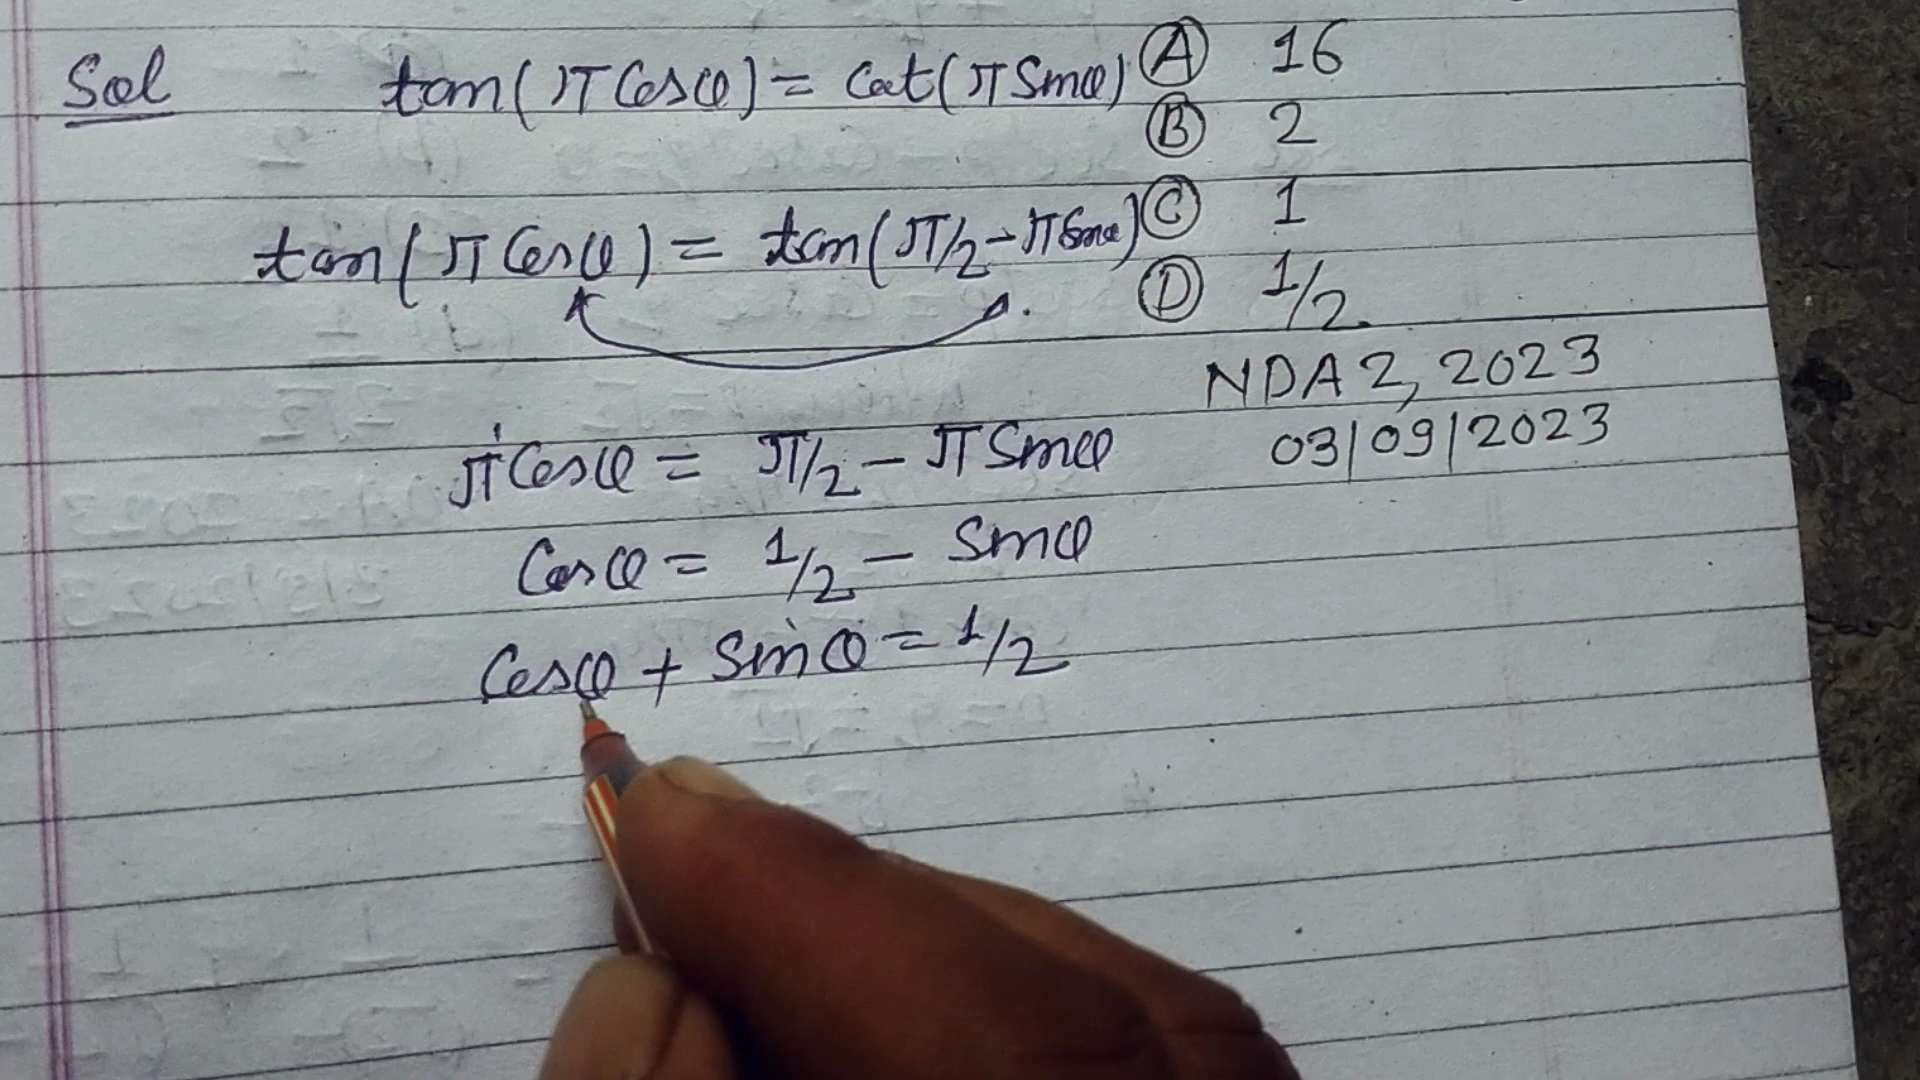 Sol tan(π Cosθ) = Cot(π Sinθ) (A) 16
(B) 2
tan(π Cosθ) = tan(π/2 - π Sinθ) (C) 1
(D) 1/2
NDA 2, 2023
03/09/2023
π Cosθ = π/2 - π Sinθ
Cosθ = 1/2 - Sinθ
Cosθ + Sinθ = 1/2